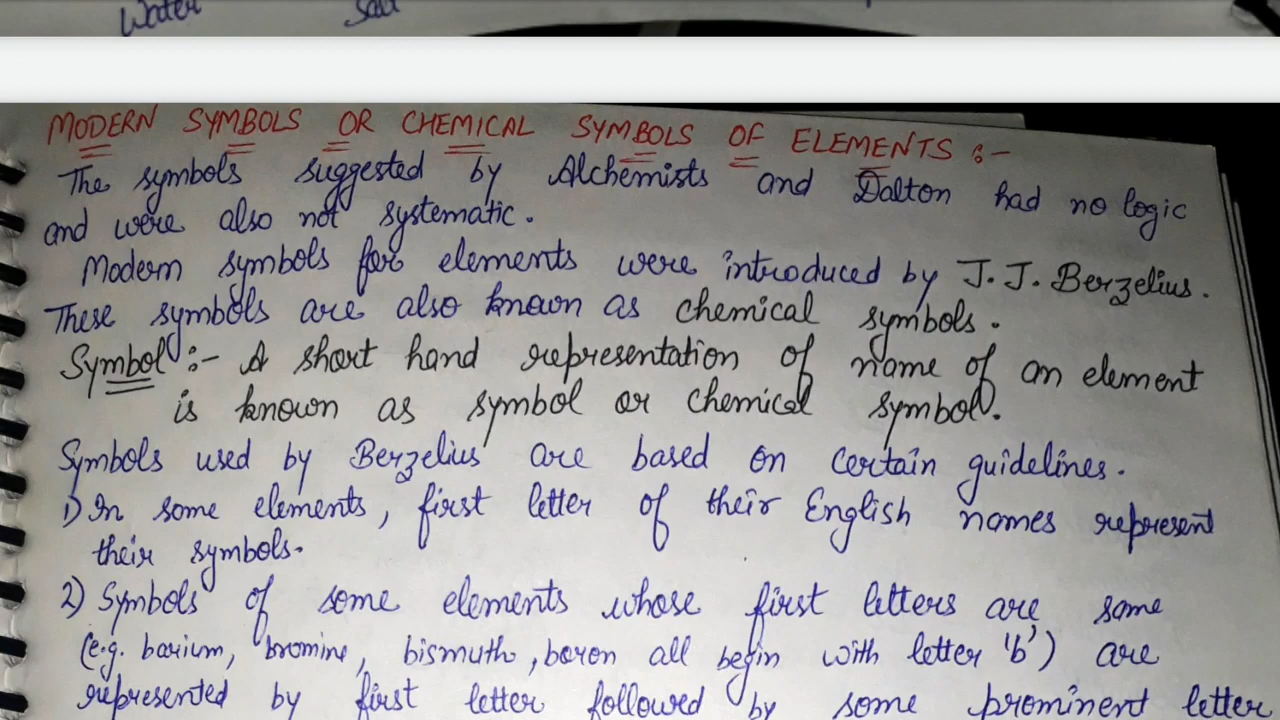 Water Salt
MODERN SYMBOLS OR CHEMICAL SYMBOLS OF ELEMENTS :-
The symbols suggested by Alchemists and Dalton had no logic
and were also not systematic.
Modern symbols for elements were introduced by J. J. Berzelius.
These symbols are also known as chemical symbols.
Symbol :- A short hand representation of name of an element
is known as symbol or chemical symbol.
Symbols used by Berzelius are based on certain guidelines.
1) In some elements, first letter of their English names represent
their symbols.
2) Symbols of some elements whose first letters are same
(e.g. barium, bromine, bismuth, boron all begin with letter 'b') are
represented by first letter followed by some prominent letter